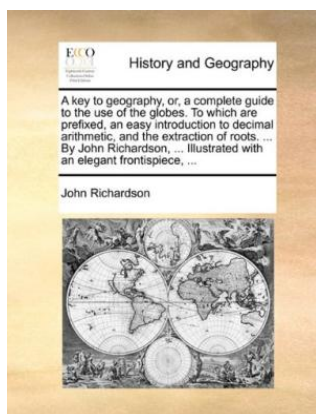 ECCO
History and Geography
A key to geography, or, a complete guide
to the use of the globes. To which are
prefixed, an easy introduction to decimal
arithmetic, and the extraction of roots. ...
By John Richardson, ... Illustrated with
an elegant frontispiece, ...
John Richardson